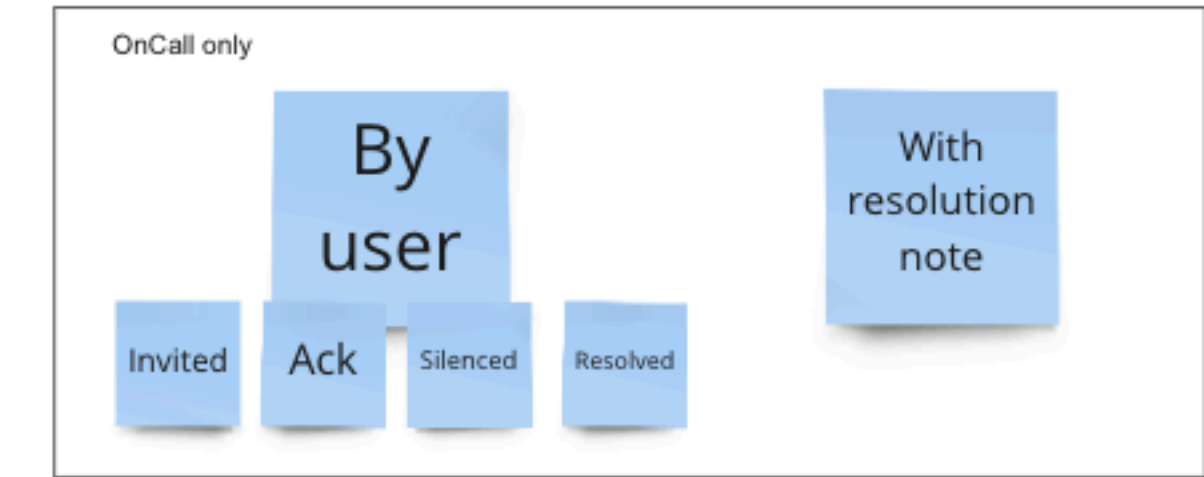 OnCall only
By
user
With
resolution
note
Invited
Ack
Silenced
Resolved